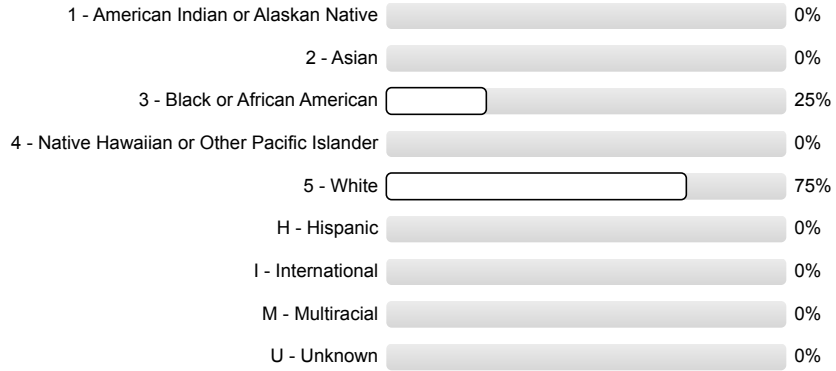 1 - American Indian or Alaskan Native 0%
2 - Asian 0%
3 - Black or African American 25%
4 - Native Hawaiian or Other Pacific Islander 0%
5 - White 75%
H - Hispanic 0%
I - International 0%
M - Multiracial 0%
U - Unknown 0%